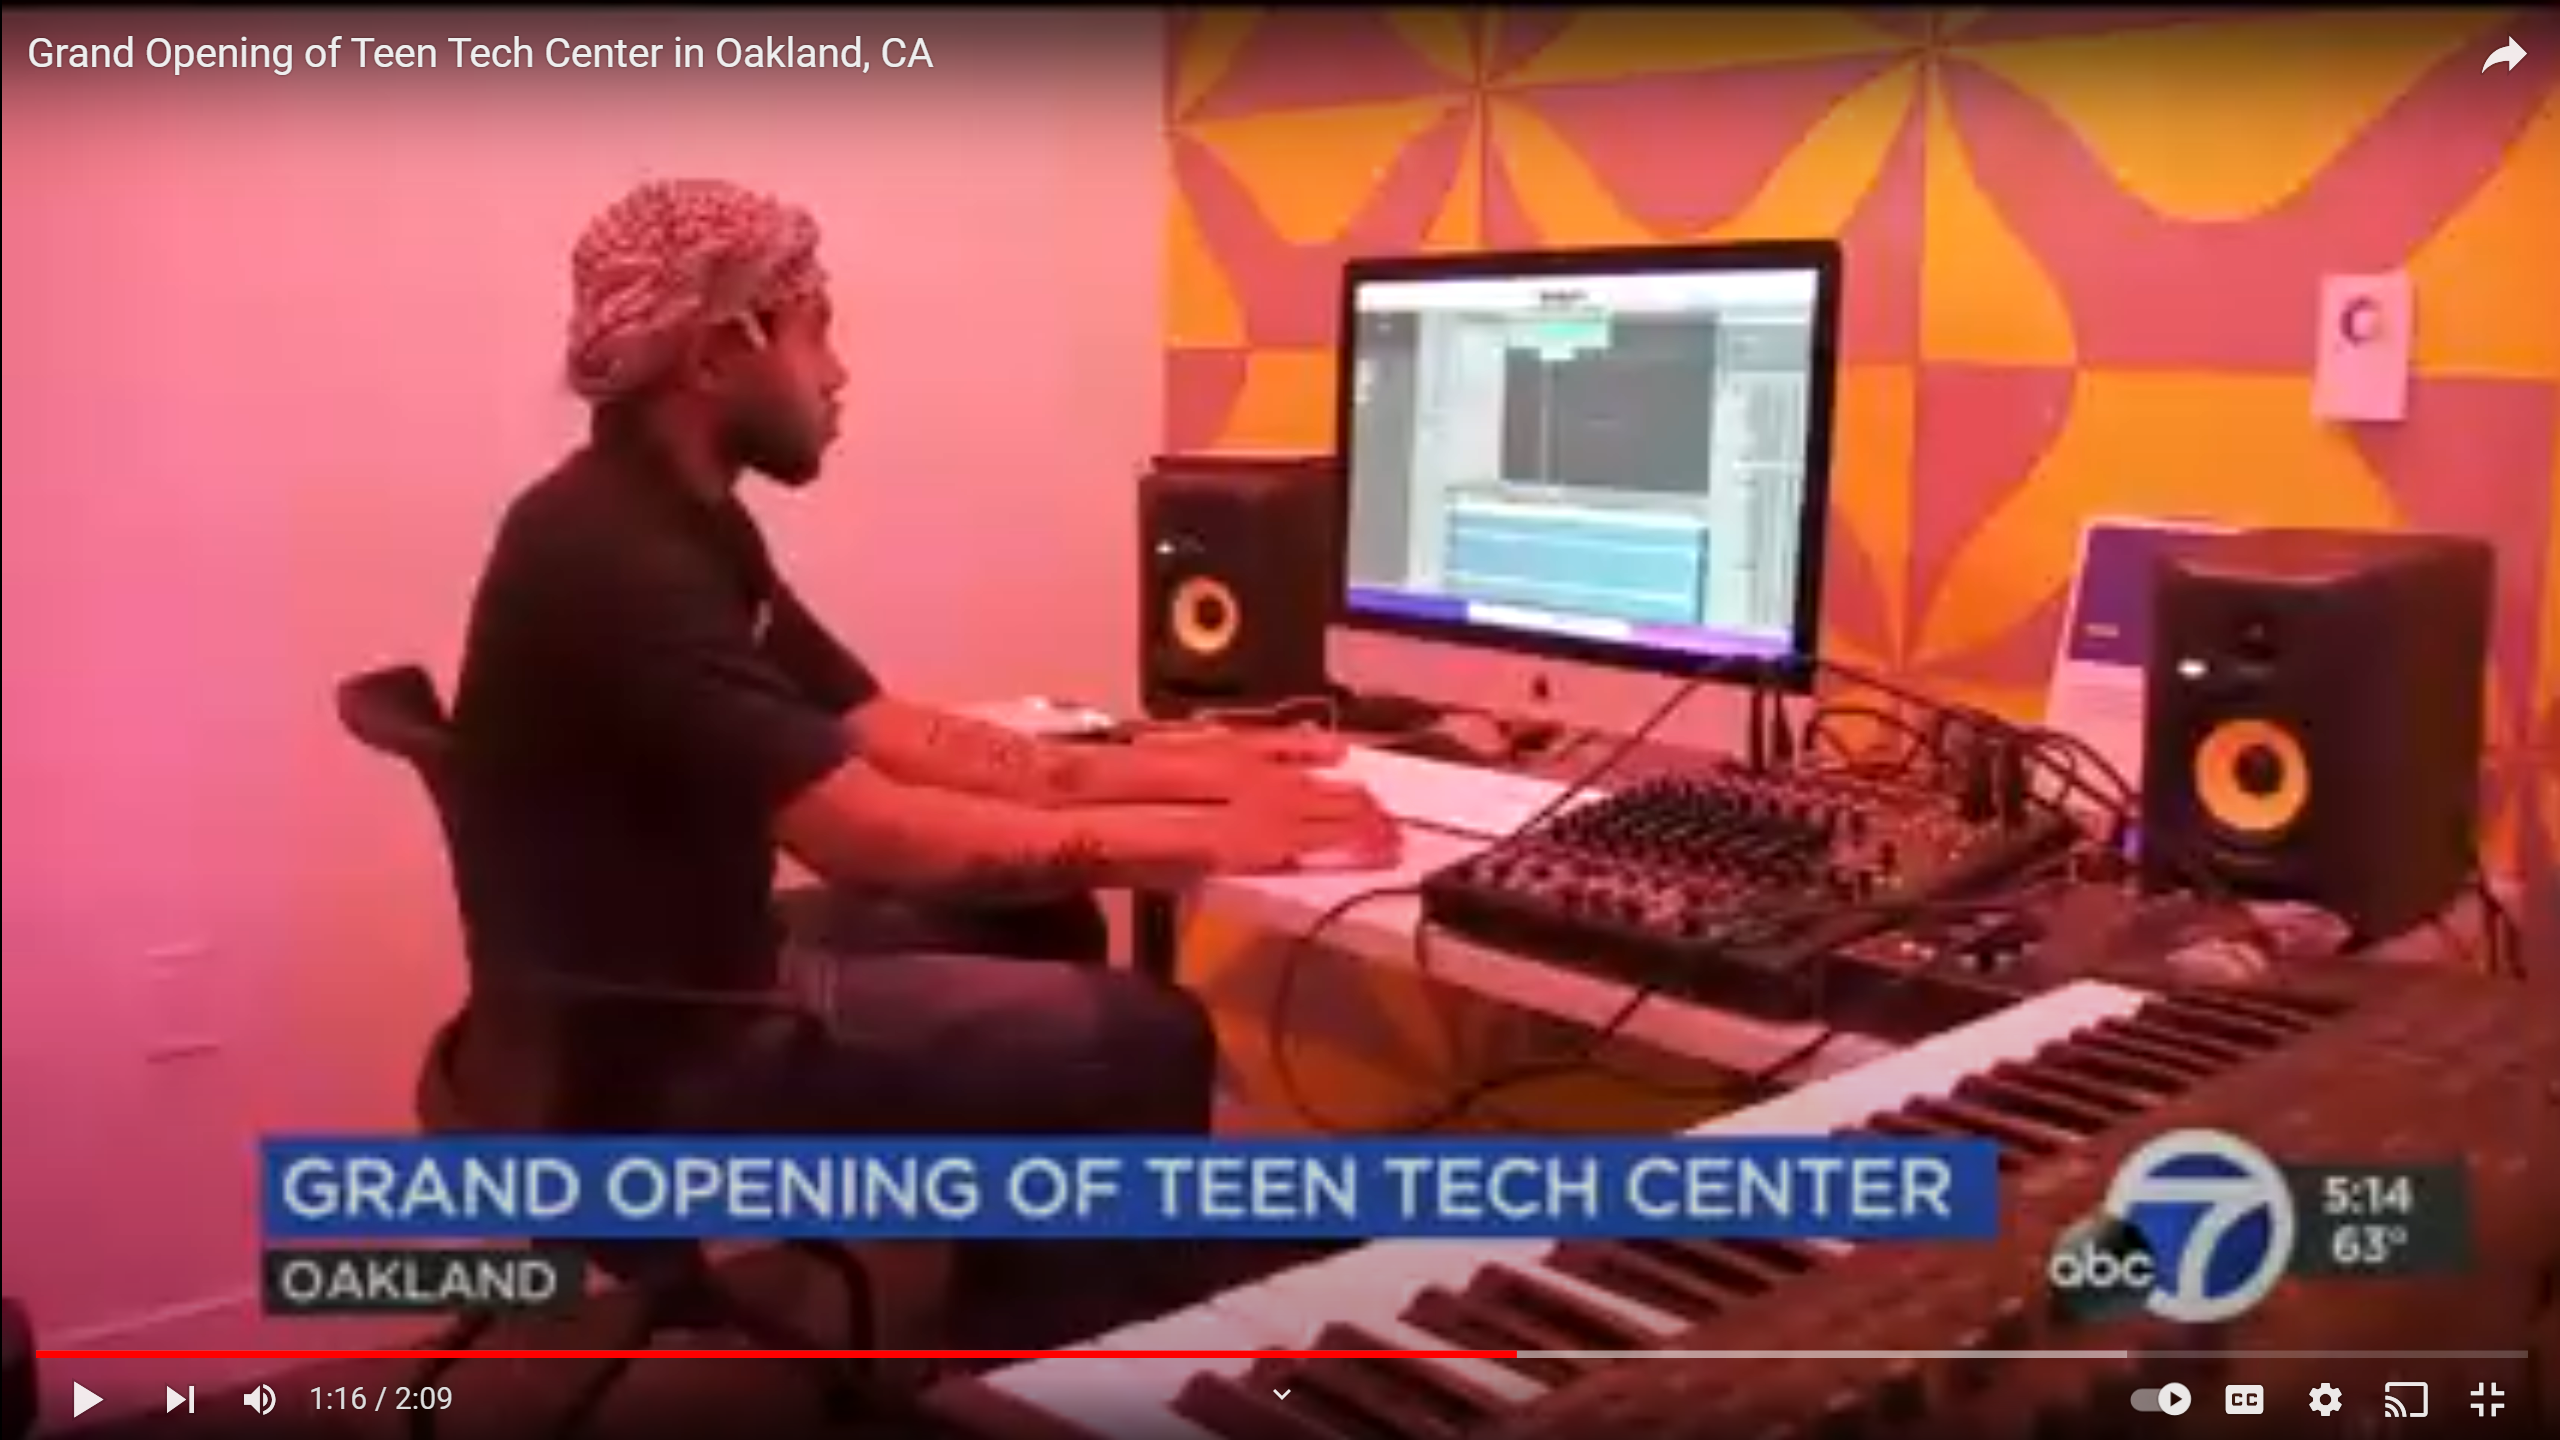 Grand Opening of Teen Tech Center in Oakland, CA
GRAND OPENING OF TEEN TECH CENTER
OAKLAND
abc 7
5:14
63°
1:16 / 2:09
CC